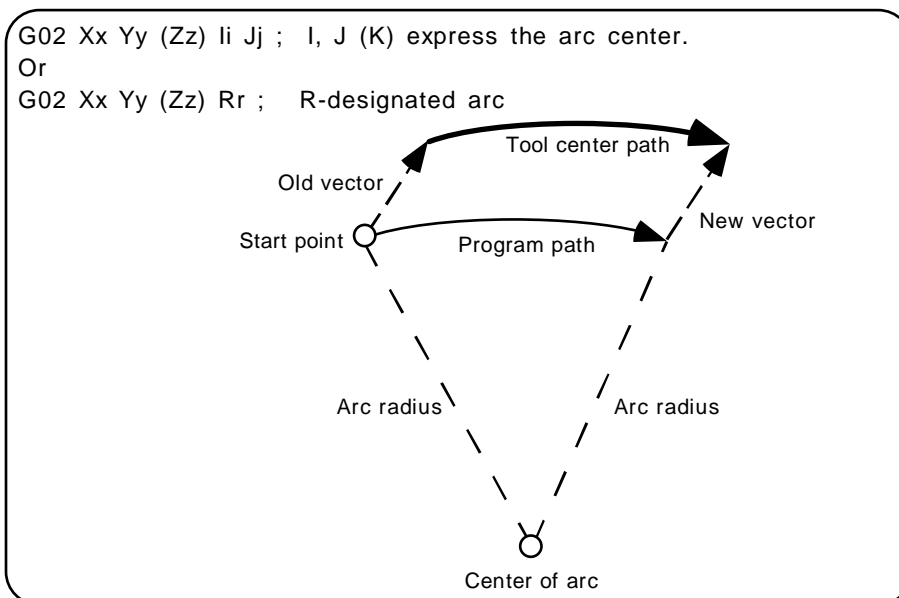 G02 Xx Yy (Zz) Ii Jj ; I, J (K) express the arc center.
Or
G02 Xx Yy (Zz) Rr ; R-designated arc
Tool center path
Old vector
New vector
Start point
Program path
Arc radius
Arc radius
Center of arc